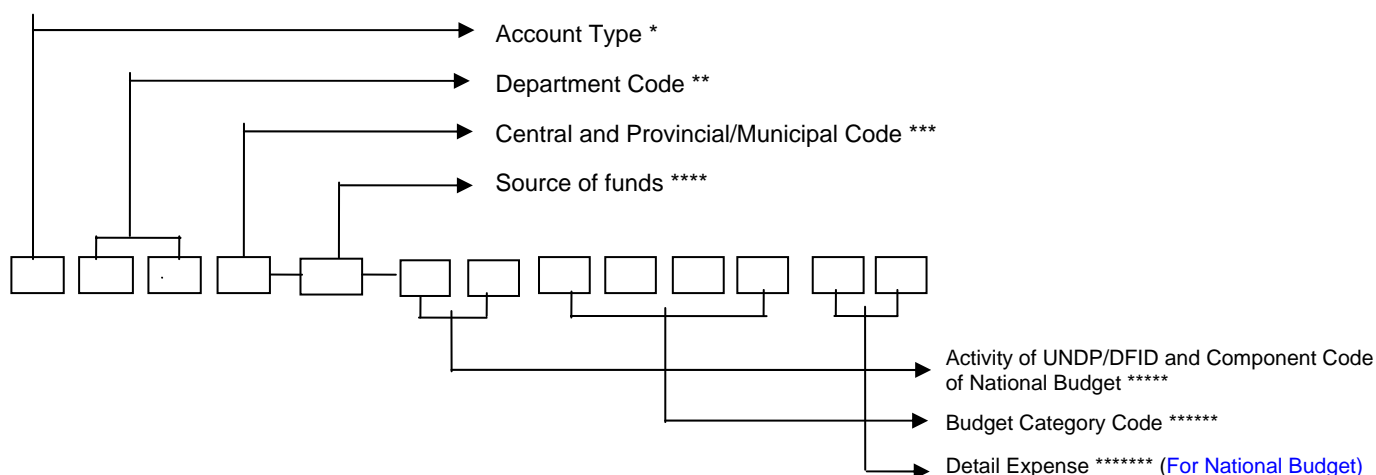 Account Type *
Department Code **
Central and Provincial/Municipal Code ***
Source of funds ****
.
Activity of UNDP/DFID and Component Code
of National Budget *****
Budget Category Code ******
Detail Expense ******* (For National Budget)